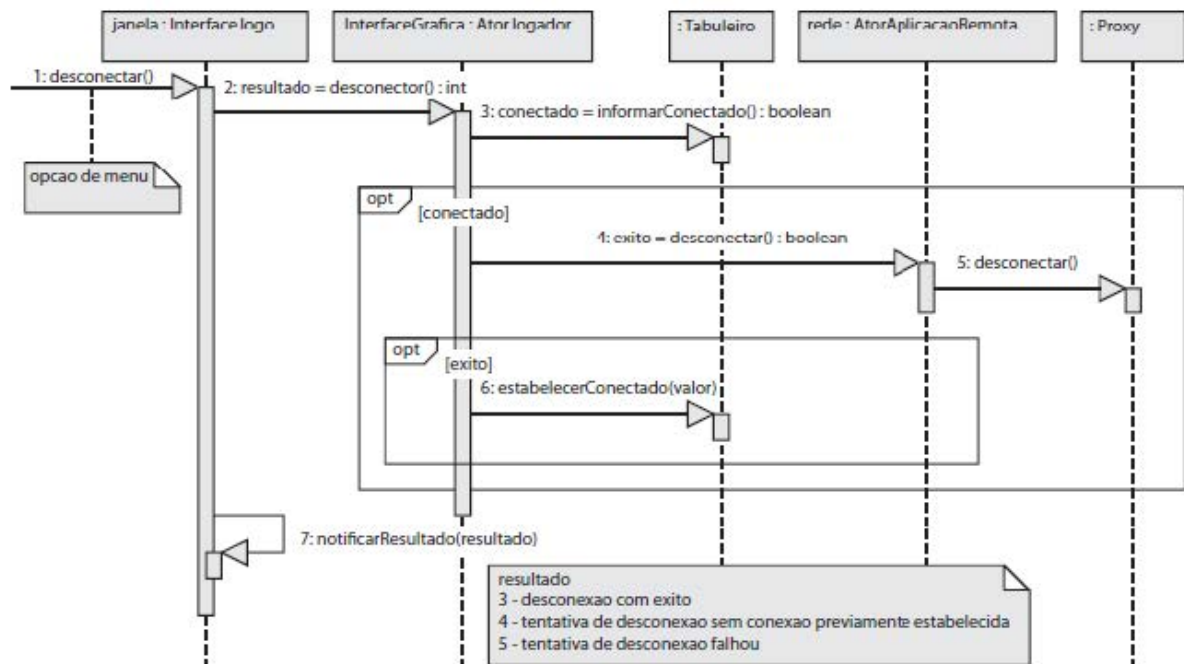 janela : InterfaceJogo
InterfaceGrafica : AtorJogador
: Tabuleiro
rede : AtorAplicacaoRemota
: Proxy
1: desconectar()
2: resultado = desconector() : int
3: conectado = informarConectado() : boolean
opcao de menu
opt
[conectado]
4: exito = desconectar() : boolean
5: desconectar()
opt
[exito]
6: estabelecerConectado(valor)
7: notificarResultado(resultado)
resultado
3 - desconexao com exito
4 - tentativa de desconexao sem conexao previamente estabelecida
5 - tentativa de desconexao falhou